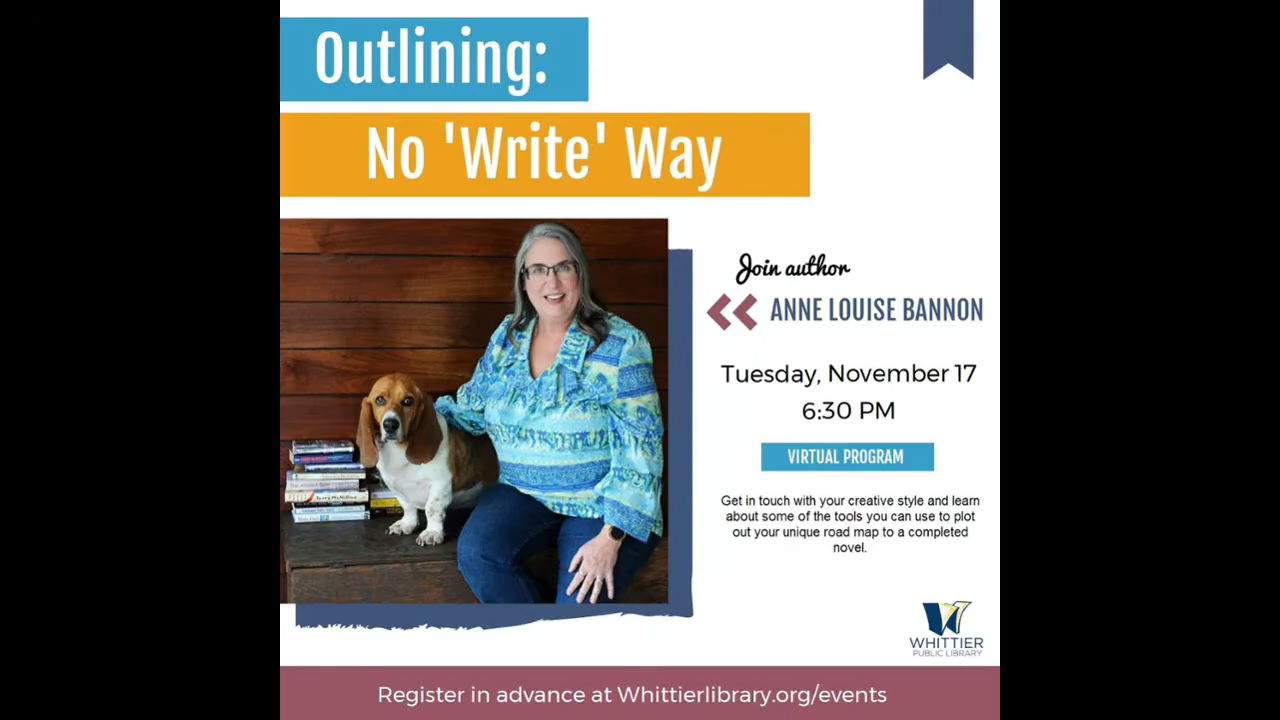 Outlining:
No 'Write' Way
Join author
ANNE LOUISE BANNON
Tuesday, November 17
6:30 PM
VIRTUAL PROGRAM
Get in touch with your creative style and learn
about some of the tools you can use to plot
out your unique road map to a completed
novel.
WHITTIER
PUBLIC LIBRARY
Register in advance at Whittierlibrary.org/events